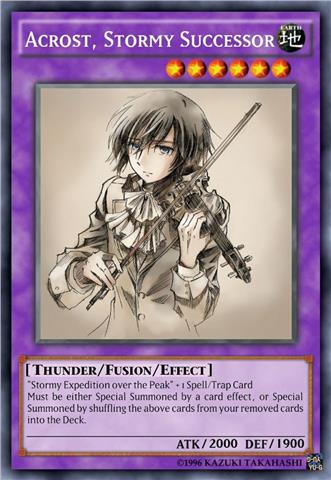 ACROST, STORMY SUCCESSOR
EARTH
地
[THUNDER/FUSION/EFFECT]
"Stormy Expedition over the Peak" + 1 Spell/Trap Card
Must be either Special Summoned by a card effect, or Special
Summoned by shuffling the above cards from your removed cards
into the Deck.
ATK/2000 DEF/1900
©1996 KAZUKI TAKAHASHI